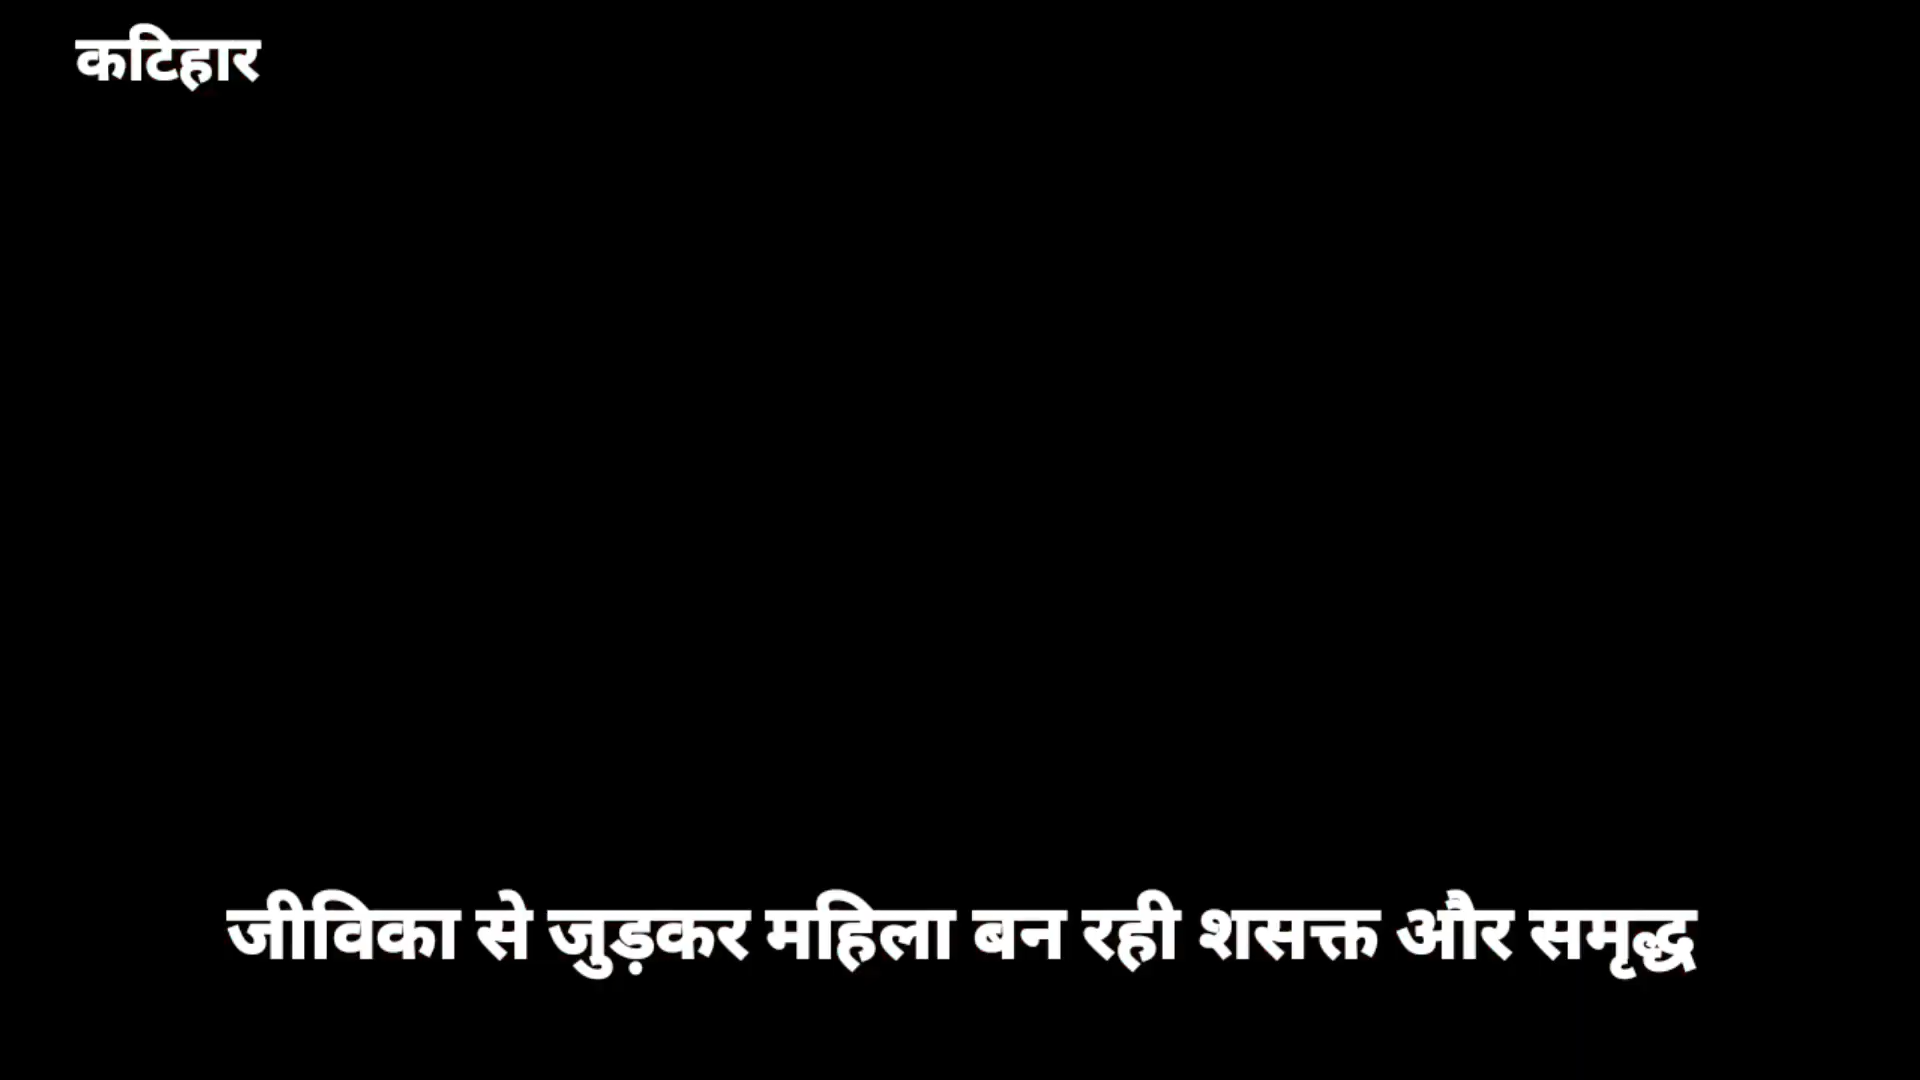 कटिहार
जीविका से जुड़कर महिला बन रही शसक्त और समृद्ध